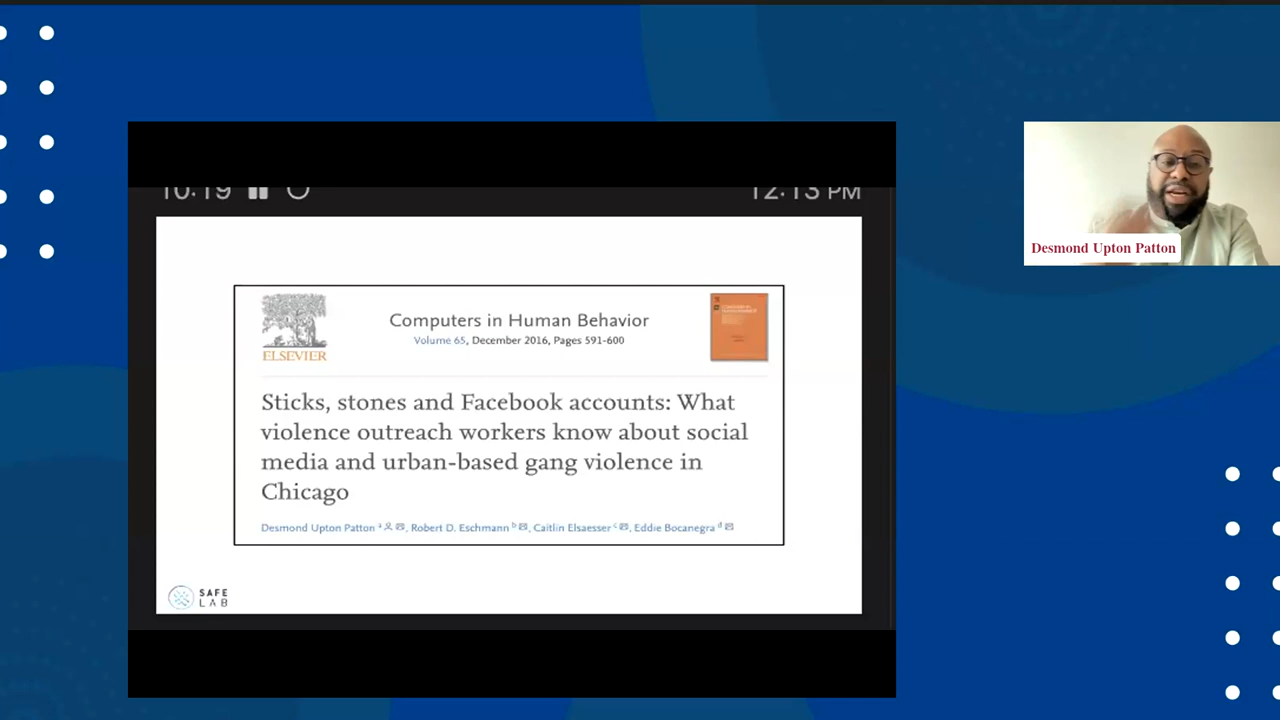 10:19
12:13 PM
ELSEVIER
Computers in Human Behavior
Volume 65, December 2016, Pages 591-600
Sticks, stones and Facebook accounts: What
violence outreach workers know about social
media and urban-based gang violence in
Chicago
Desmond Upton Patton a, Robert D. Eschmann b, Caitlin Elsaesser c, Eddie Bocanegra d
SAFE
LAB
Desmond Upton Patton